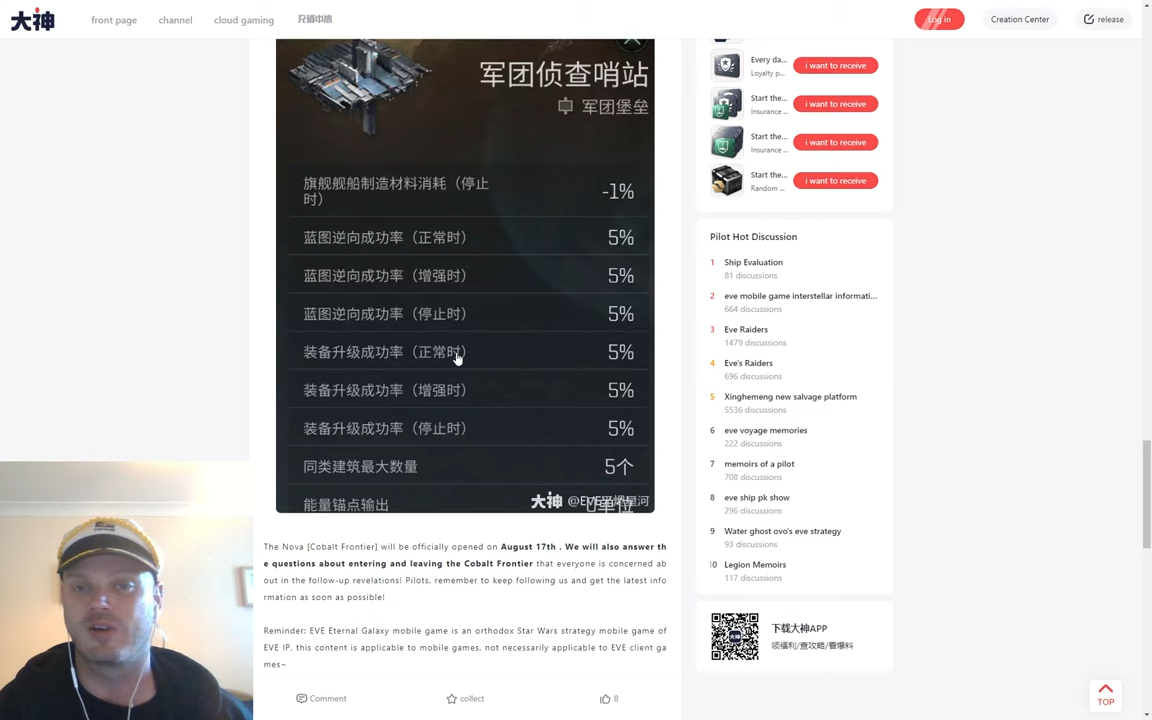 大神
front page
channel
cloud gaming
Log in
Creation Center
release
军团侦查哨站
军团堡垒
旗舰舰船制造材料消耗（停止
时）
-1%
蓝图逆向成功率（正常时）
5%
蓝图逆向成功率（增强时）
5%
蓝图逆向成功率（停止时）
5%
装备升级成功率（正常时）
5%
装备升级成功率（增强时）
5%
装备升级成功率（停止时）
5%
同类建筑最大数量
5个
能量锚点输出
大神
The Nova [Cobalt Frontier] will be officially opened on August 17th . We will also answer th
e questions about entering and leaving the Cobalt Frontier that everyone is concerned ab
out in the follow-up revelations! Pilots, remember to keep following us and get the latest info
rmation as soon as possible!
Reminder: EVE Eternal Galaxy mobile game is an orthodox Star Wars strategy mobile game of
EVE IP, this content is applicable to mobile games, not necessarily applicable to EVE client ga
mes~
Comment
collect
8
Every da...
Loyalty p...
i want to receive
Start the...
Insurance ...
i want to receive
Start the...
Insurance ...
i want to receive
Start the...
Random ...
i want to receive
Pilot Hot Discussion
1 Ship Evaluation
81 discussions
2 eve mobile game interstellar informati...
664 discussions
3 Eve Raiders
1479 discussions
4 Eve's Raiders
696 discussions
5 Xinghemeng new salvage platform
5536 discussions
6 eve voyage memories
222 discussions
7 memoirs of a pilot
708 discussions
8 eve ship pk show
296 discussions
9 Water ghost ovo's eve strategy
93 discussions
10 Legion Memoirs
117 discussions
下载大神APP
领福利/查攻略/看爆料
TOP